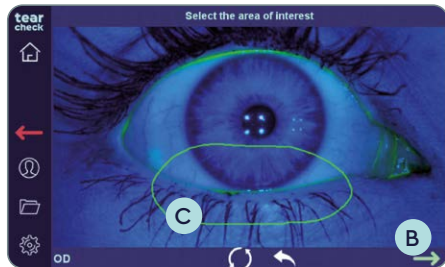 tear
check
Select the area of interest
C
B
OD